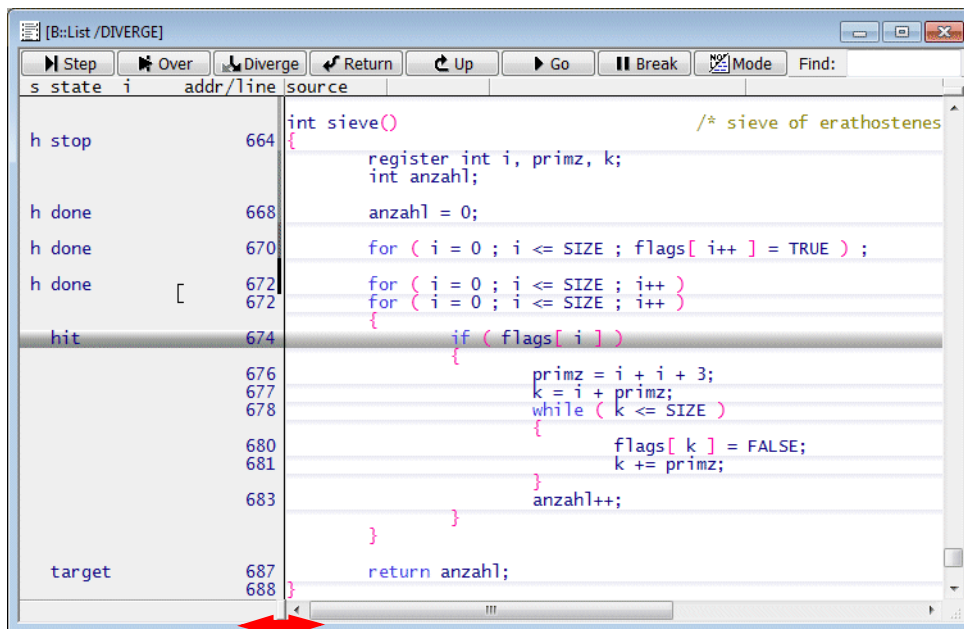 [B::List /DIVERGE]
Step Over Diverge Return Up Go Break Mode Find:
s state i addr/line source
int sieve() /* sieve of erathostenes
h stop 664 {
register int i, primz, k;
int anzahl;
h done 668 anzahl = 0;
h done 670 for ( i = 0 ; i <= SIZE ; flags[ i++ ] = TRUE ) ;
h done 672 for ( i = 0 ; i <= SIZE ; i++ )
672 for ( i = 0 ; i <= SIZE ; i++ )
{
hit 674 if ( flags[ i ] )
{
676 primz = i + i + 3;
677 k = i + primz;
678 while ( k <= SIZE )
{
680 flags[ k ] = FALSE;
681 k += primz;
}
683 anzahl++;
}
}
target 687 return anzahl;
688 }